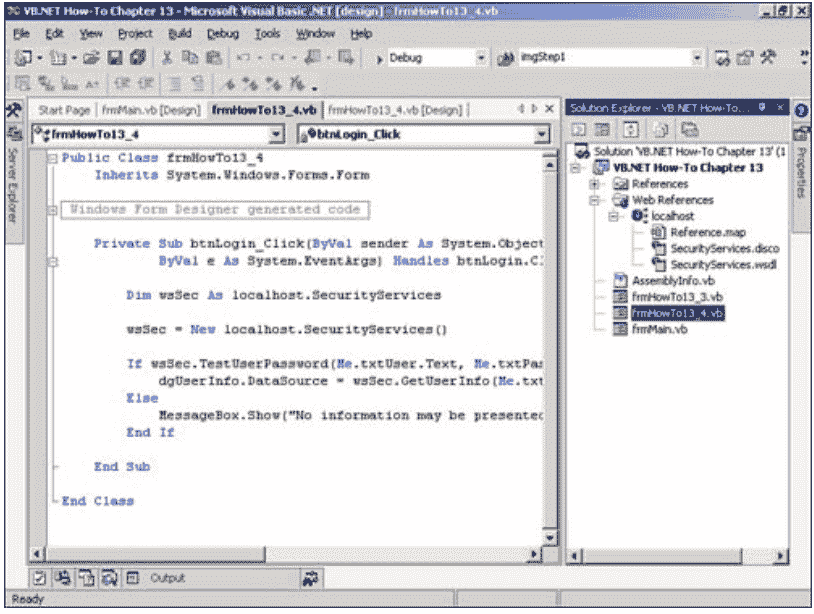 VB.NET How-To Chapter 13 - Microsoft Visual Basic .NET [design] - frmHowTo13_4.vb
File Edit View Project Build Debug Tools Window Help
Debug imgStep1
Start Page frmMain.vb [Design] frmHowTo13_4.vb frmHowTo13_4.vb [Design]
frmHowTo13_4 btnLogin_Click
Public Class frmHowTo13_4
Inherits System.Windows.Forms.Form
Windows Form Designer generated code
Private Sub btnLogin_Click(ByVal sender As System.Object
ByVal e As System.EventArgs) Handles btnLogin.C
Dim wsSec As localhost.SecurityServices
wsSec = New localhost.SecurityServices()
If wsSec.TestUserPassword(Me.txtUser.Text, Me.txtPas
dgUserInfo.DataSource = wsSec.GetUserInfo(Me.txt
Else
MessageBox.Show("No information may be presented
End If
End Sub
End Class
Server Explorer
Solution Explorer - VB.NET How-To...
Solution 'VB.NET How-To Chapter 13' (1
VB.NET How-To Chapter 13
References
Web References
localhost
Reference.map
SecurityServices.disco
SecurityServices.wsdl
AssemblyInfo.vb
frmHowTo13_3.vb
frmHowTo13_4.vb
frmMain.vb
Properties
Output
Ready